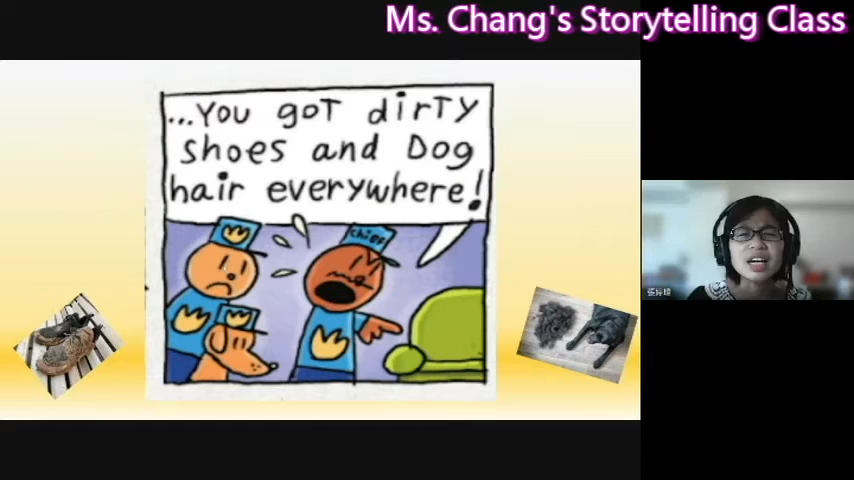 Ms. Chang's Storytelling Class
...You got dirty
shoes and Dog
hair everywhere!
chief